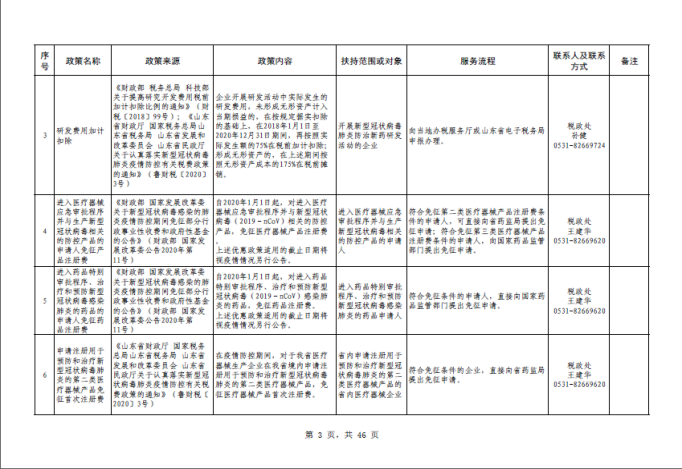 序号 政策名称 政策来源 政策内容 扶持范围或对象 服务流程 联系人及联系方式 备注
3
研发费用加计
扣除
《财政部 税务总局 科技部
关于提高研究开发费用税前
加计扣除比例的通知》（财
税〔2018〕99号）；《山东
省财政厅 国家税务总局山
东省税务局 山东省发展和
改革委员会 山东省民政厅
关于认真落实新型冠状病毒
肺炎疫情防控有关税费政策
的通知》（鲁财税〔2020〕
3号）
企业开展研发活动中实际发生的
研发费用，未形成无形资产计入
当期损益的，在按规定据实扣除
的基础上，在2018年1月1日至
2020年12月31日期间，再按照实
际发生额的75%在税前加计扣除；
形成无形资产的，在上述期间按
照无形资产成本的175%在税前摊
销。
开展新型冠状病毒
肺炎防治新药研发
活动的企业
向当地办税服务厅或山东省电子税务局
申报办理。
税政处
孙健
0531-82669724
4
进入医疗器械
应急审批程序
并与生产新型
冠状病毒相关
的防控产品的
申请人免征产
品注册费
《财政部 国家发展改革委
关于新型冠状病毒感染的肺
炎疫情防控期间免征部分行
政事业性收费和政府性基金
的公告》（财政部 国家发
展改革委公告2020年第
11号）
自2020年1月1日起，对进入医疗
器械应急审批程序并与新型冠状
病毒（2019-nCoV）相关的防控
产品，免征医疗器械产品注册费。
上述优惠政策适用的截止日期将
视疫情情况另行公告。
进入医疗器械应急
审批程序并与生产
新型冠状病毒相关
的防控产品的申请
人
符合免征第二类医疗器械产品注册费条
件的申请人，可直接向省药监局提出免
征申请；符合免征第三类医疗器械产品
注册费条件的申请人，向国家药品监管
部门提出免征申请。
税政处
王建华
0531-82669620
5
进入药品特别
审批程序、治
疗和预防新型
冠状病毒感染
肺炎的药品的
申请人免征药
品注册费
《财政部 国家发展改革委
关于新型冠状病毒感染的肺
炎疫情防控期间免征部分行
政事业性收费和政府性基金
的公告》（财政部 国家发
展改革委公告2020年第
11号）
自2020年1月1日起，对进入药品
特别审批程序、治疗和预防新型
冠状病毒（2019-nCoV）感染肺
炎的药品，免征药品注册费。
上述优惠政策适用的截止日期将
视疫情情况另行公告。
进入药品特别审批
程序、治疗和预防
新型冠状病毒感染
肺炎的药品申请人
符合免征条件的申请人，直接向国家药
品监管部门提出免征申请。
税政处
王建华
0531-82669620
6
申请注册用于
预防和治疗新
型冠状病毒肺
炎的第二类医
疗器械产品免
征首次注册费
《山东省财政厅 国家税务
总局山东省税务局 山东省
发展和改革委员会 山东省
民政厅关于认真落实新型冠
状病毒肺炎疫情防控有关税
费政策的通知》（鲁财税〔
2020〕3号）
在疫情防控期间，对于我省医疗
器械生产企业在我省境内申请注
册用于预防和治疗新型冠状病毒
肺炎的第二类医疗器械产品，免
征医疗器械产品首次注册费。
省内申请注册用于
预防和治疗新型冠
状病毒肺炎的第二
类医疗器械产品的
省内医疗器械企业
符合免征条件的企业，直接向省药监局
提出免征申请。
税政处
王建华
0531-82669620
第 3 页，共 46 页